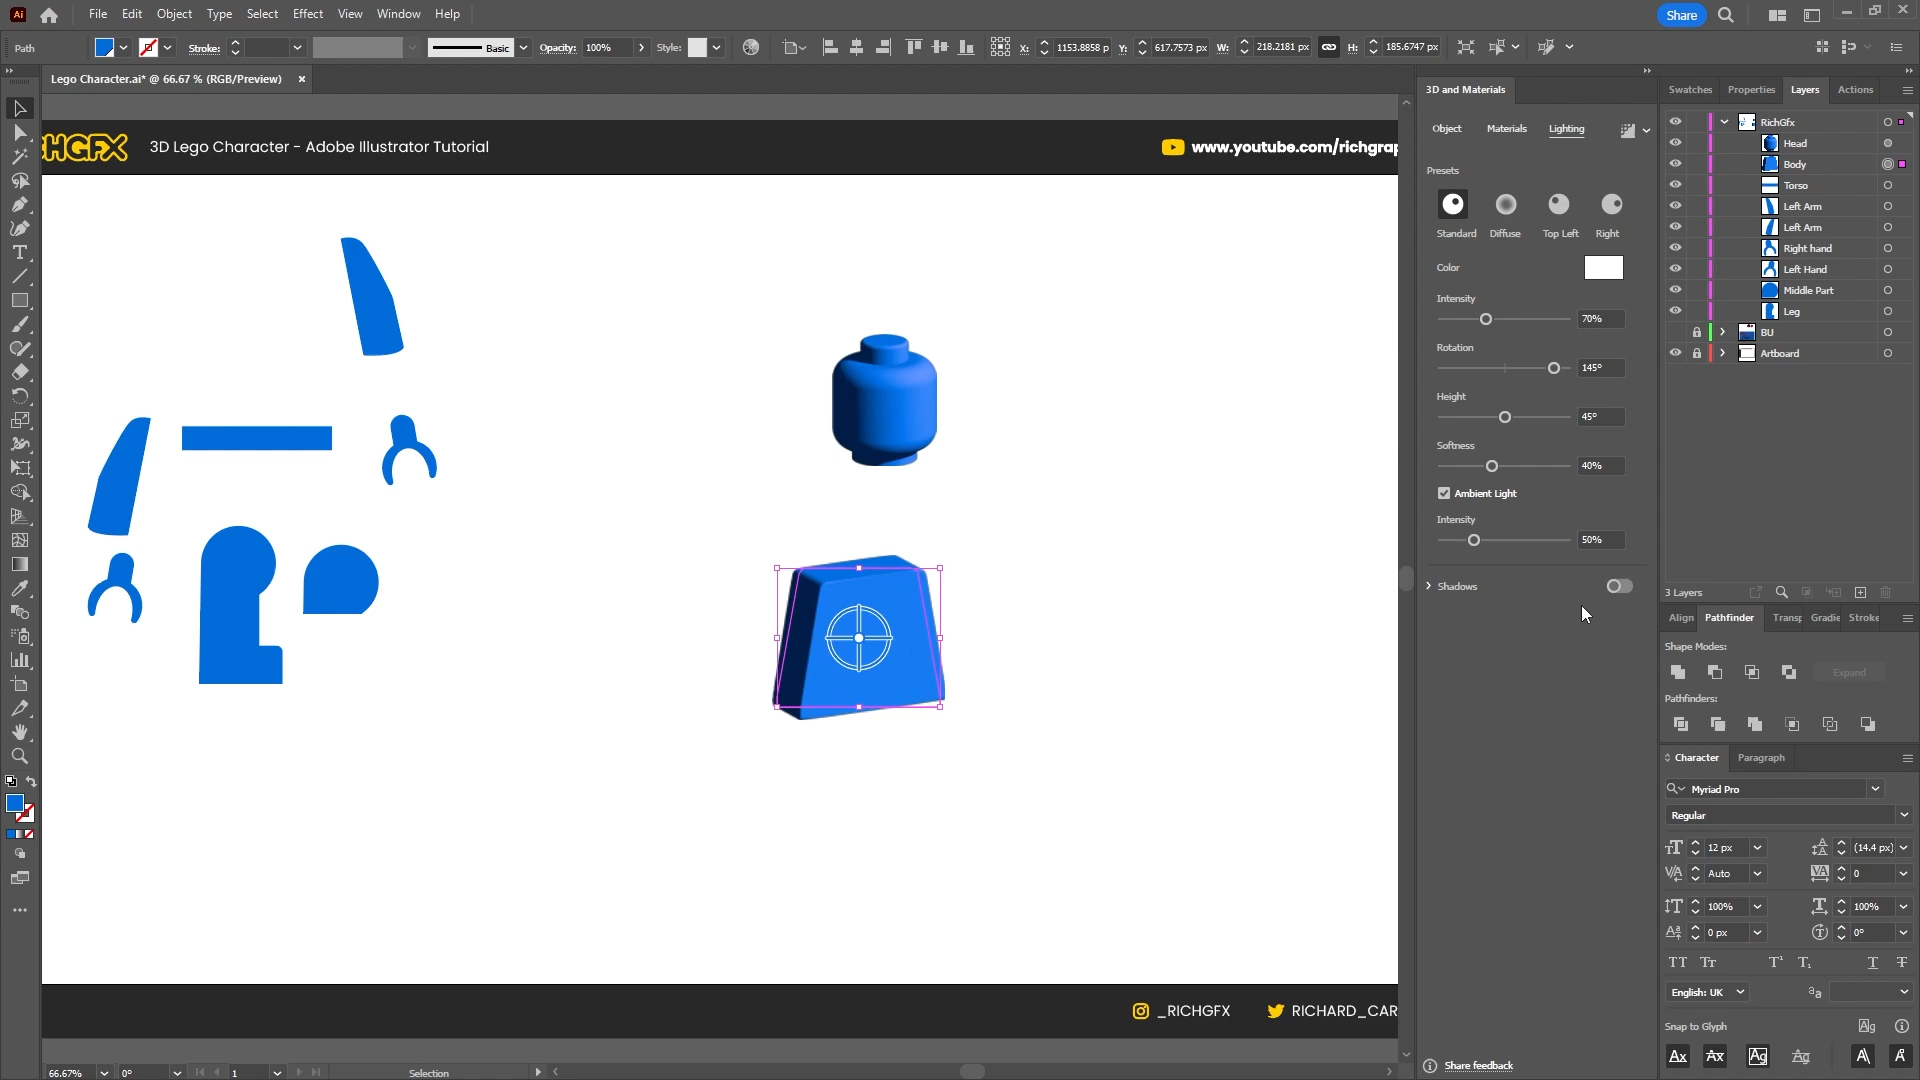 Ai File Edit Object Type Select Effect View Window Help Share
Path Stroke: Basic Opacity: 100% Style: X: 1153.8858 p Y: 617.7573 px W: 218.2181 px H: 185.6747 px
Lego Character.ai* @ 66.67 % (RGB/Preview) ×
CHGFX 3D Lego Character - Adobe Illustrator Tutorial www.youtube.com/richgrap
3D and Materials
Object Materials Lighting
Presets
Standard Diffuse Top Left Right
Color
Intensity
70%
Rotation
145°
Height
45°
Softness
40%
Ambient Light
Intensity
50%
Shadows
Share feedback
Swatches Properties Layers Actions
RichGfx
Head
Body
Torso
Left Arm
Left Arm
Right hand
Left Hand
Middle Part
Leg
BU
Artboard
3 Layers
Align Pathfinder Transp Gradie Stroke
Shape Modes:
Expand
Pathfinders:
Character Paragraph
Myriad Pro
Regular
12 px (14.4 px)
Auto 0
100% 100%
0 px 0°
English: UK
Snap to Glyph
_RICHGFX RICHARD_CAR
66.67% 0° 1 Selection